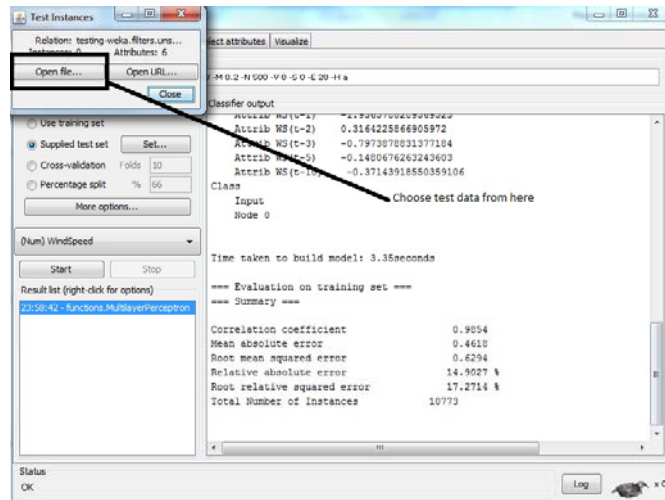 Test Instances
Relation: testing-weka.filters.uns...
Instances: 0 Attributes: 6
Open file... Open URL...
Close
lect attributes Visualize
-M 0.2 -N 500 -V 0 -S 0 -E 20 -H a
Classifier output
Use training set
Supplied test set Set...
Cross-validation Folds 10
Percentage split % 66
More options...
(Num) WindSpeed
Start Stop
Result list (right-click for options)
23:58:42 - functions.MultilayerPerceptron
Attrib WS(t-2) 0.3164225866905972
Attrib WS(t-3) -0.7973878831377184
Attrib WS(t-5) -0.1480676263243603
Attrib WS(t-10) -0.37143918550359106
Class
Input
Node 0
Choose test data from here
Time taken to build model: 3.35seconds
=== Evaluation on training set ===
=== Summary ===
Correlation coefficient 0.9854
Mean absolute error 0.4618
Root mean squared error 0.6294
Relative absolute error 14.9027 %
Root relative squared error 17.2714 %
Total Number of Instances 10773
Status
OK
Log
x 0